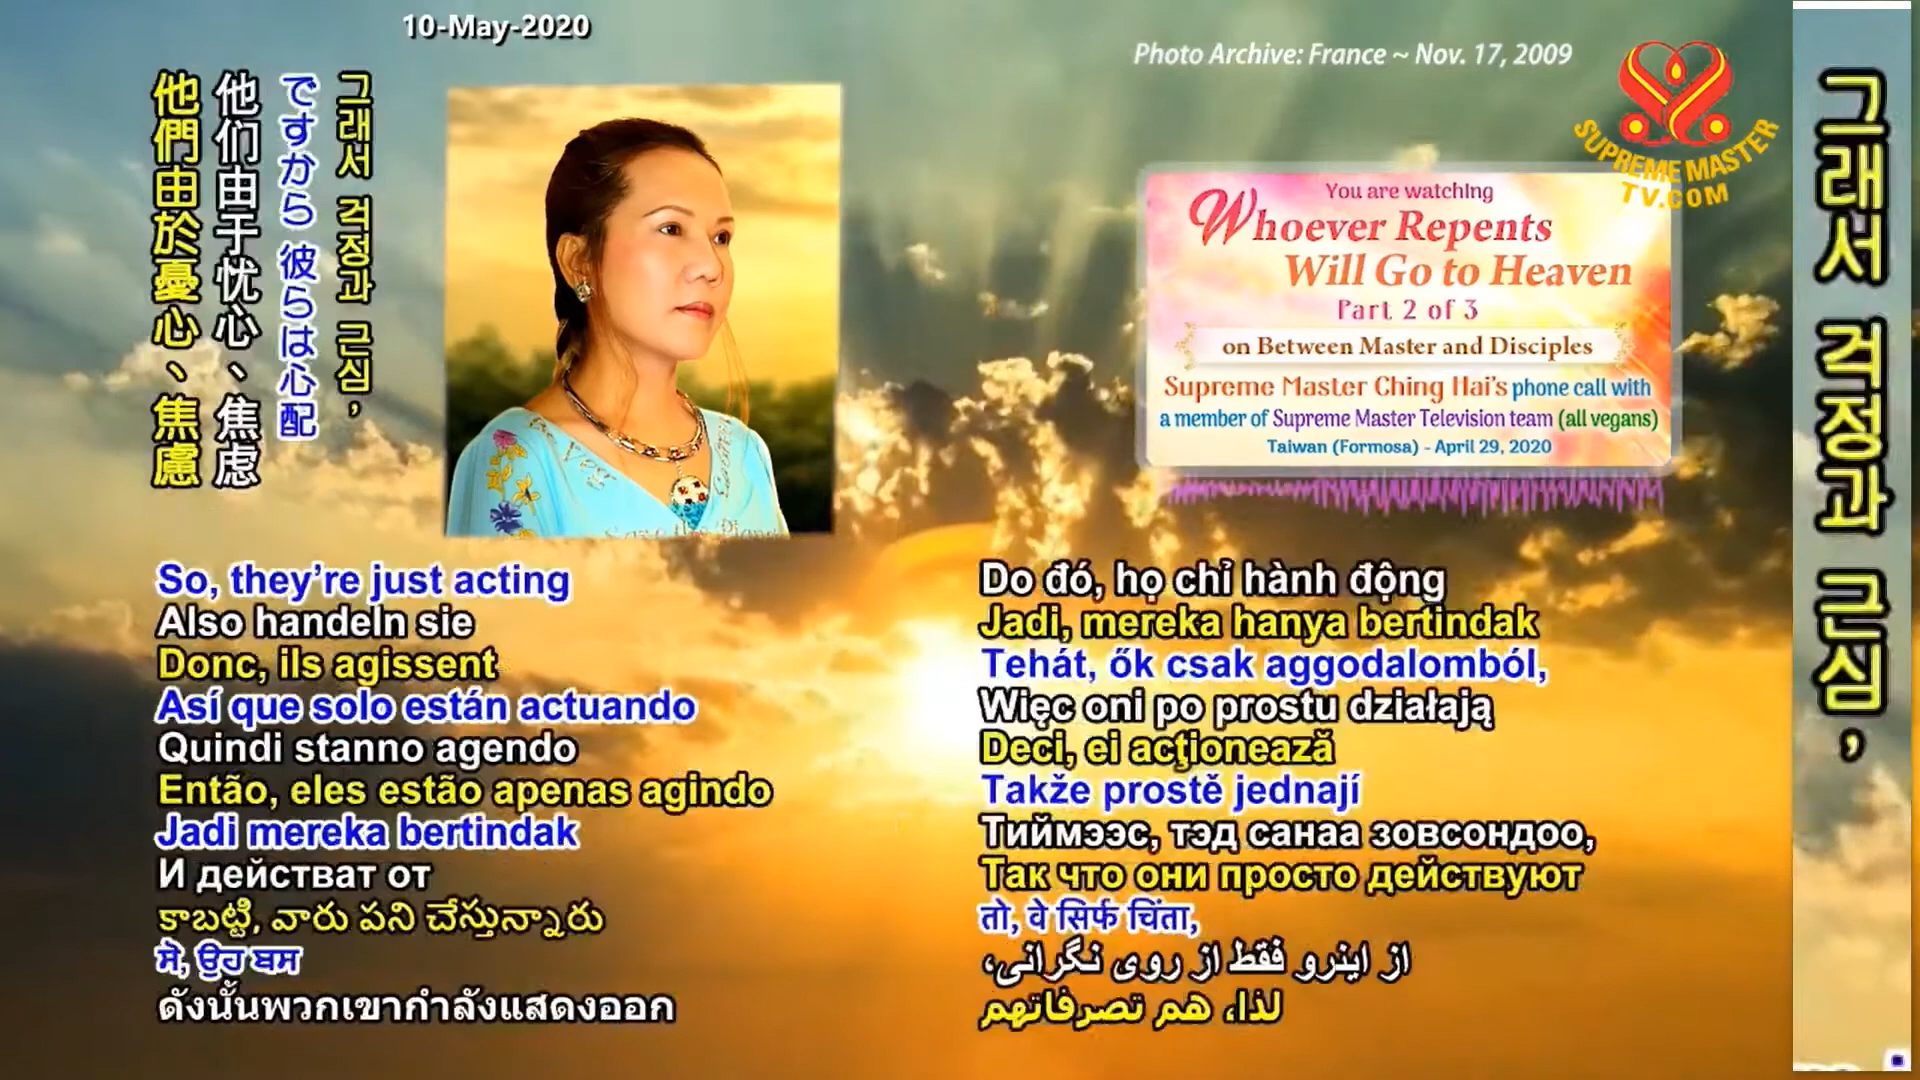 10-May-2020
Photo Archive: France ~ Nov. 17, 2009
SUPREME MASTER
TV.COM
그래서 걱정과 근심,
ですから 彼らは心配
他们由于忧心、焦虑
他們由於憂心、焦慮
You are watching
Whoever Repents
Will Go to Heaven
Part 2 of 3
on Between Master and Disciples
Supreme Master Ching Hai's phone call with
a member of Supreme Master Television team (all vegans)
Taiwan (Formosa) - April 29, 2020
So, they're just acting
Also handeln sie
Donc, ils agissent
Así que solo están actuando
Quindi stanno agendo
Então, eles estão apenas agindo
Jadi mereka bertindak
И действат от
కాబట్టి, వారు పని చేస్తున్నారు
ਸੋ, ਉਹ ਬਸ
ดังนั้นพวกเขากำลังแสดงออก
Do đó, họ chỉ hành động
Jadi, mereka hanya bertindak
Tehát, ők csak aggodalomból,
Więc oni po prostu działają
Deci, ei acţionează
Takže prostě jednají
Тиймээс, тэд санаа зовсондоо,
Так что они просто действуют
तो, वे सिर्फ चिंता,
از اینرو فقط از روی نگرانی،
لذا، هم تصرفاتهم
그래서 걱정과 근심,